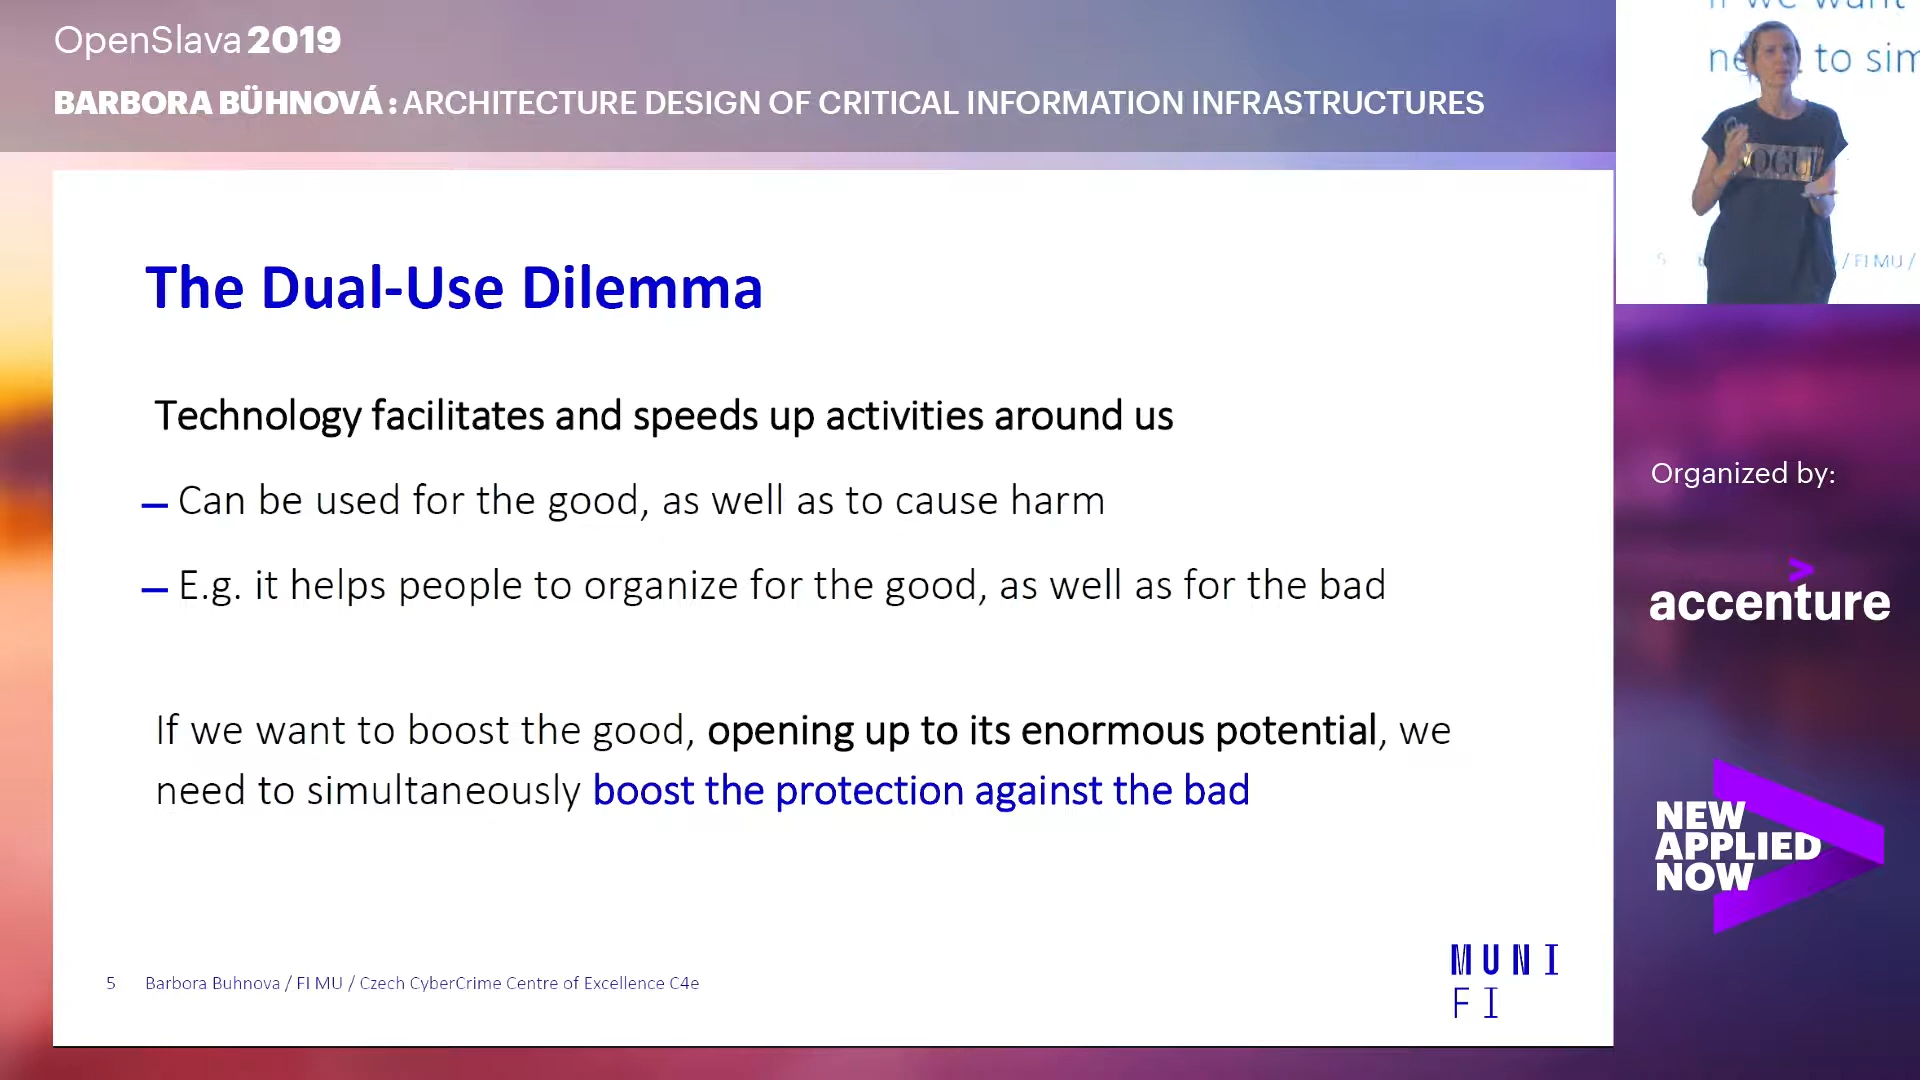 OpenSlava 2019
BARBORA BÜHNOVÁ : ARCHITECTURE DESIGN OF CRITICAL INFORMATION INFRASTRUCTURES
The Dual-Use Dilemma
Technology facilitates and speeds up activities around us
– Can be used for the good, as well as to cause harm
– E.g. it helps people to organize for the good, as well as for the bad
If we want to boost the good, opening up to its enormous potential, we
need to simultaneously boost the protection against the bad
5 Barbora Buhnova / FI MU / Czech CyberCrime Centre of Excellence C4e
MUNI
FI
to sim
/ FI MU /
Organized by:
accenture
NEW
APPLIED
NOW